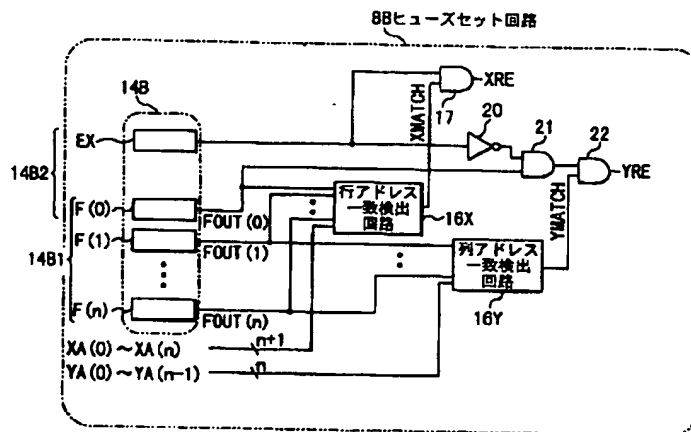 8Bヒューズセット回路
14B
XMATCH
XRE
17
20
21
22
EX
14B2
YRE
F(0)
FOUT(0)
行アドレス
一致検出
回路
16X
YMATCH
14B1
F(1)
FOUT(1)
列アドレス
一致検出
回路
16Y
F(n)
FOUT(n)
XA(0)~XA(n)
n+1
YA(0)~YA(n-1)
n